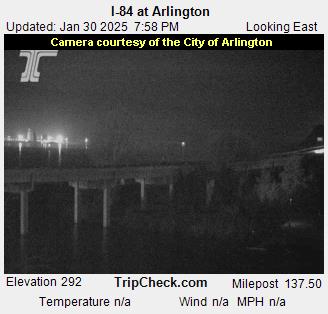 I-84 at Arlington
Updated: Jan 30 2025 7:58 PM Looking East
Camera courtesy of the City of Arlington
Elevation 292 TripCheck.com Milepost 137.50
Temperature n/a Wind n/a MPH n/a